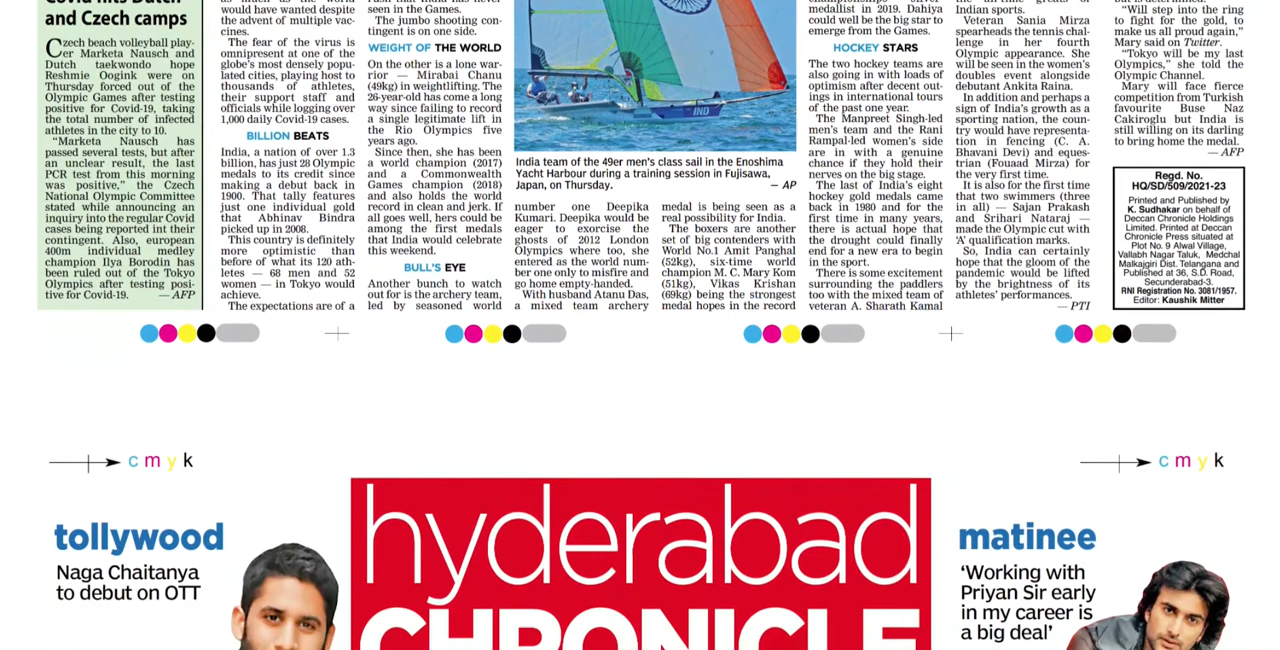 Covid hits Dutch
and Czech camps
Czech beach volleyball play-
er Marketa Nausch and
Dutch taekwondo hope
Reshmie Oogink were on
Thursday forced out of the
Olympic Games after testing
positive for Covid-19, taking
the total number of infected
athletes in the city to 10.
“Marketa Nausch has
passed several tests, but after
an unclear result, the last
PCR test from this morning
was positive,” the Czech
National Olympic Committee
stated while announcing an
inquiry into the regular Covid
cases being reported int their
contingent. Also, european
400m individual medley
champion Ilya Borodin has
been ruled out of the Tokyo
Olympics after testing posi-
tive for Covid-19. — AFP
would have wanted despite
the advent of multiple vac-
cines.
The fear of the virus is
omnipresent at one of the
globe's most densely popu-
lated cities, playing host to
thousands of athletes,
their support staff and
officials while logging over
1,000 daily Covid-19 cases.
BILLION BEATS
India, a nation of over 1.3
billion, has just 28 Olympic
medals to its credit since
making a debut back in
1900. That tally features
just one individual gold
that Abhinav Bindra
picked up in 2008.
This country is definitely
more optimistic than
before of what its 120 ath-
letes — 68 men and 52
women — in Tokyo would
achieve.
The expectations are of a
seen in the Games.
The jumbo shooting con-
tingent is on one side.
WEIGHT OF THE WORLD
On the other is a lone war-
rior — Mirabai Chanu
(49kg) in weightlifting. The
26-year-old has come a long
way since failing to record
a single legitimate lift in
the Rio Olympics five
years ago.
Since then, she has been
a world champion (2017)
and a Commonwealth
Games champion (2018)
and also holds the world
record in clean and jerk. If
all goes well, hers could be
among the first medals
that India would celebrate
this weekend.
BULL'S EYE
Another bunch to watch
out for is the archery team,
led by seasoned world
IND
India team of the 49er men's class sail in the Enoshima
Yacht Harbour during a training session in Fujisawa,
Japan, on Thursday. — AP
number one Deepika
Kumari. Deepika would be
eager to exorcise the
ghosts of 2012 London
Olympics where too, she
entered as the world num-
ber one only to misfire and
go home empty-handed.
With husband Atanu Das,
a mixed team archery
medal is being seen as a
real possibility for India.
The boxers are another
set of big contenders with
World No.1 Amit Panghal
(52kg), six-time world
champion M. C. Mary Kom
(51kg), Vikas Krishan
(69kg) being the strongest
medal hopes in the record
medallist in 2019. Dahiya
could well be the big star to
emerge from the Games.
HOCKEY STARS
The two hockey teams are
also going in with loads of
optimism after decent out-
ings in international tours
of the past one year.
The Manpreet Singh-led
men's team and the Rani
Rampal-led women's side
are in with a genuine
chance if they hold their
nerves on the big stage.
The last of India's eight
hockey gold medals came
back in 1980 and for the
first time in many years,
there is actual hope that
the drought could finally
end for a new era to begin
in the sport.
There is some excitement
surrounding the paddlers
too with the mixed team of
veteran A. Sharath Kamal
Indian sports.
Veteran Sania Mirza
spearheads the tennis chal-
lenge in her fourth
Olympic appearance. She
will be seen in the women's
doubles event alongside
debutant Ankita Raina.
In addition and perhaps a
sign of India's growth as a
sporting nation, the coun-
try would have representa-
tion in fencing (C. A.
Bhavani Devi) and eques-
trian (Fouaad Mirza) for
the very first time.
It is also for the first time
that two swimmers (three
in all) — Sajan Prakash
and Srihari Nataraj —
made the Olympic cut with
‘A’ qualification marks.
So, India can certainly
hope that the gloom of the
pandemic would be lifted
by the brightness of its
athletes' performances.
— PTI
“Will step into the ring
to fight for the gold, to
make us all proud again,”
Mary said on Twitter.
“Tokyo will be my last
Olympics,” she told the
Olympic Channel.
Mary will face fierce
competition from Turkish
favourite Buse Naz
Cakiroglu but India is
still willing on its darling
to bring home the medal.
— AFP
Regd. No.
HQ/SD/509/2021-23
Printed and Published by
K. Sudhakar on behalf of
Deccan Chronicle Holdings
Limited. Printed at Deccan
Chronicle Press situated at
Plot No. 9 Alwal Village,
Vallabh Nagar Taluk, Medchal
Malkajgiri Dist. Telangana and
Published at 36, S.D. Road,
Secunderabad-3.
RNI Registration No. 3081/1957.
Editor: Kaushik Mitter
c m y k
c m y k
tollywood
Naga Chaitanya
to debut on OTT
hyderabad
CHRONICLE
matinee
‘Working with
Priyan Sir early
in my career is
a big deal’